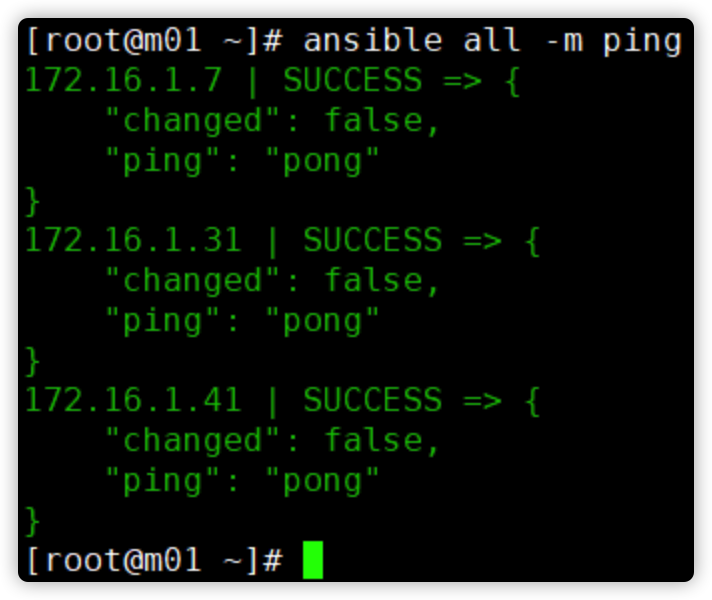 [root@m01 ~]# ansible all -m ping
172.16.1.7 | SUCCESS => {
    "changed": false,
    "ping": "pong"
}
172.16.1.31 | SUCCESS => {
    "changed": false,
    "ping": "pong"
}
172.16.1.41 | SUCCESS => {
    "changed": false,
    "ping": "pong"
}
[root@m01 ~]#